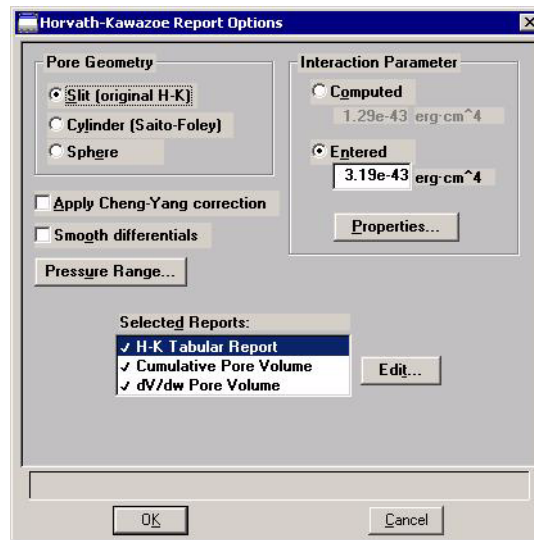 Horvath-Kawazoe Report Options
Pore Geometry
Slit (original H-K)
Cylinder (Saito-Foley)
Sphere
Interaction Parameter
Computed
1.29e-43 erg·cm^4
Entered
3.19e-43 erg·cm^4
Properties...
Apply Cheng-Yang correction
Smooth differentials
Pressure Range...
Selected Reports:
✓ H-K Tabular Report
✓ Cumulative Pore Volume
✓ dV/dw Pore Volume
Edit...
OK
Cancel